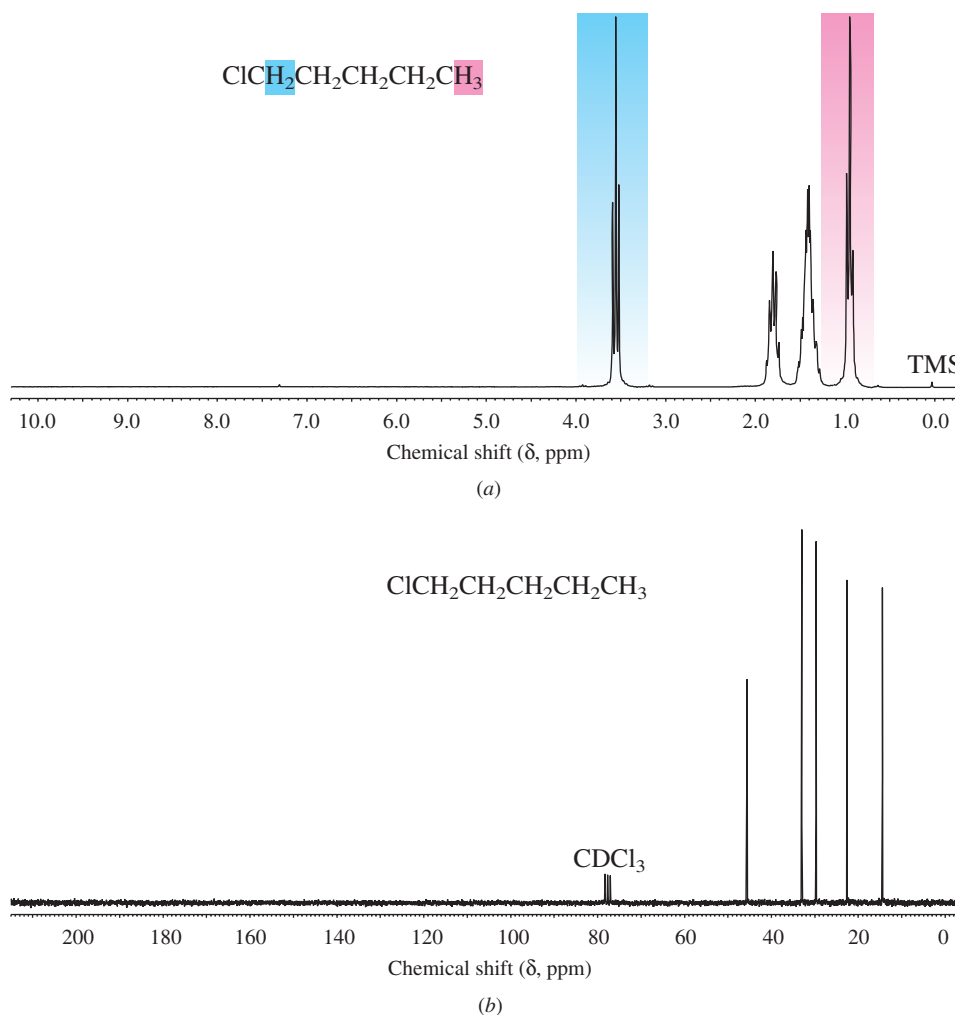 ClCH₂CH₂CH₂CH₂CH₃
TMS
10.0 9.0 8.0 7.0 6.0 5.0 4.0 3.0 2.0 1.0 0.0
Chemical shift (δ, ppm)
(a)
ClCH₂CH₂CH₂CH₂CH₃
CDCl₃
200 180 160 140 120 100 80 60 40 20 0
Chemical shift (δ, ppm)
(b)